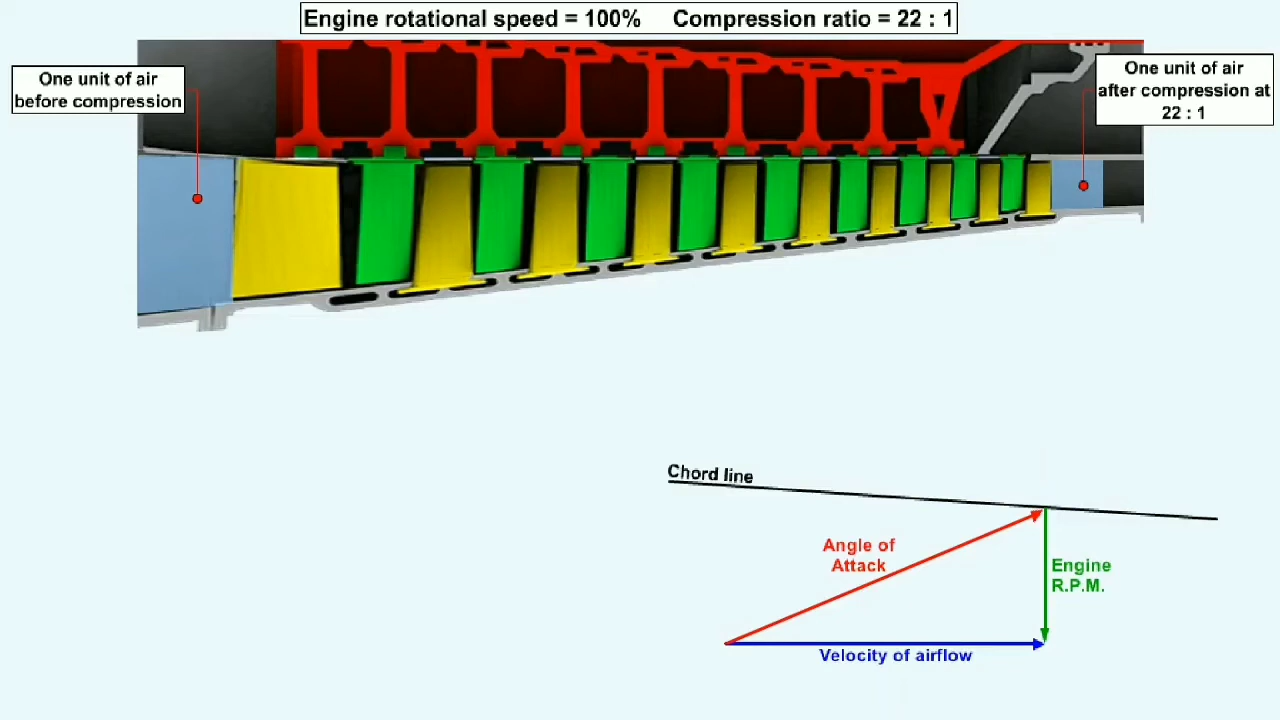 Engine rotational speed = 100% Compression ratio = 22 : 1
One unit of air
before compression
One unit of air
after compression at
22 : 1
Chord line
Angle of
Attack
Engine
R.P.M.
Velocity of airflow